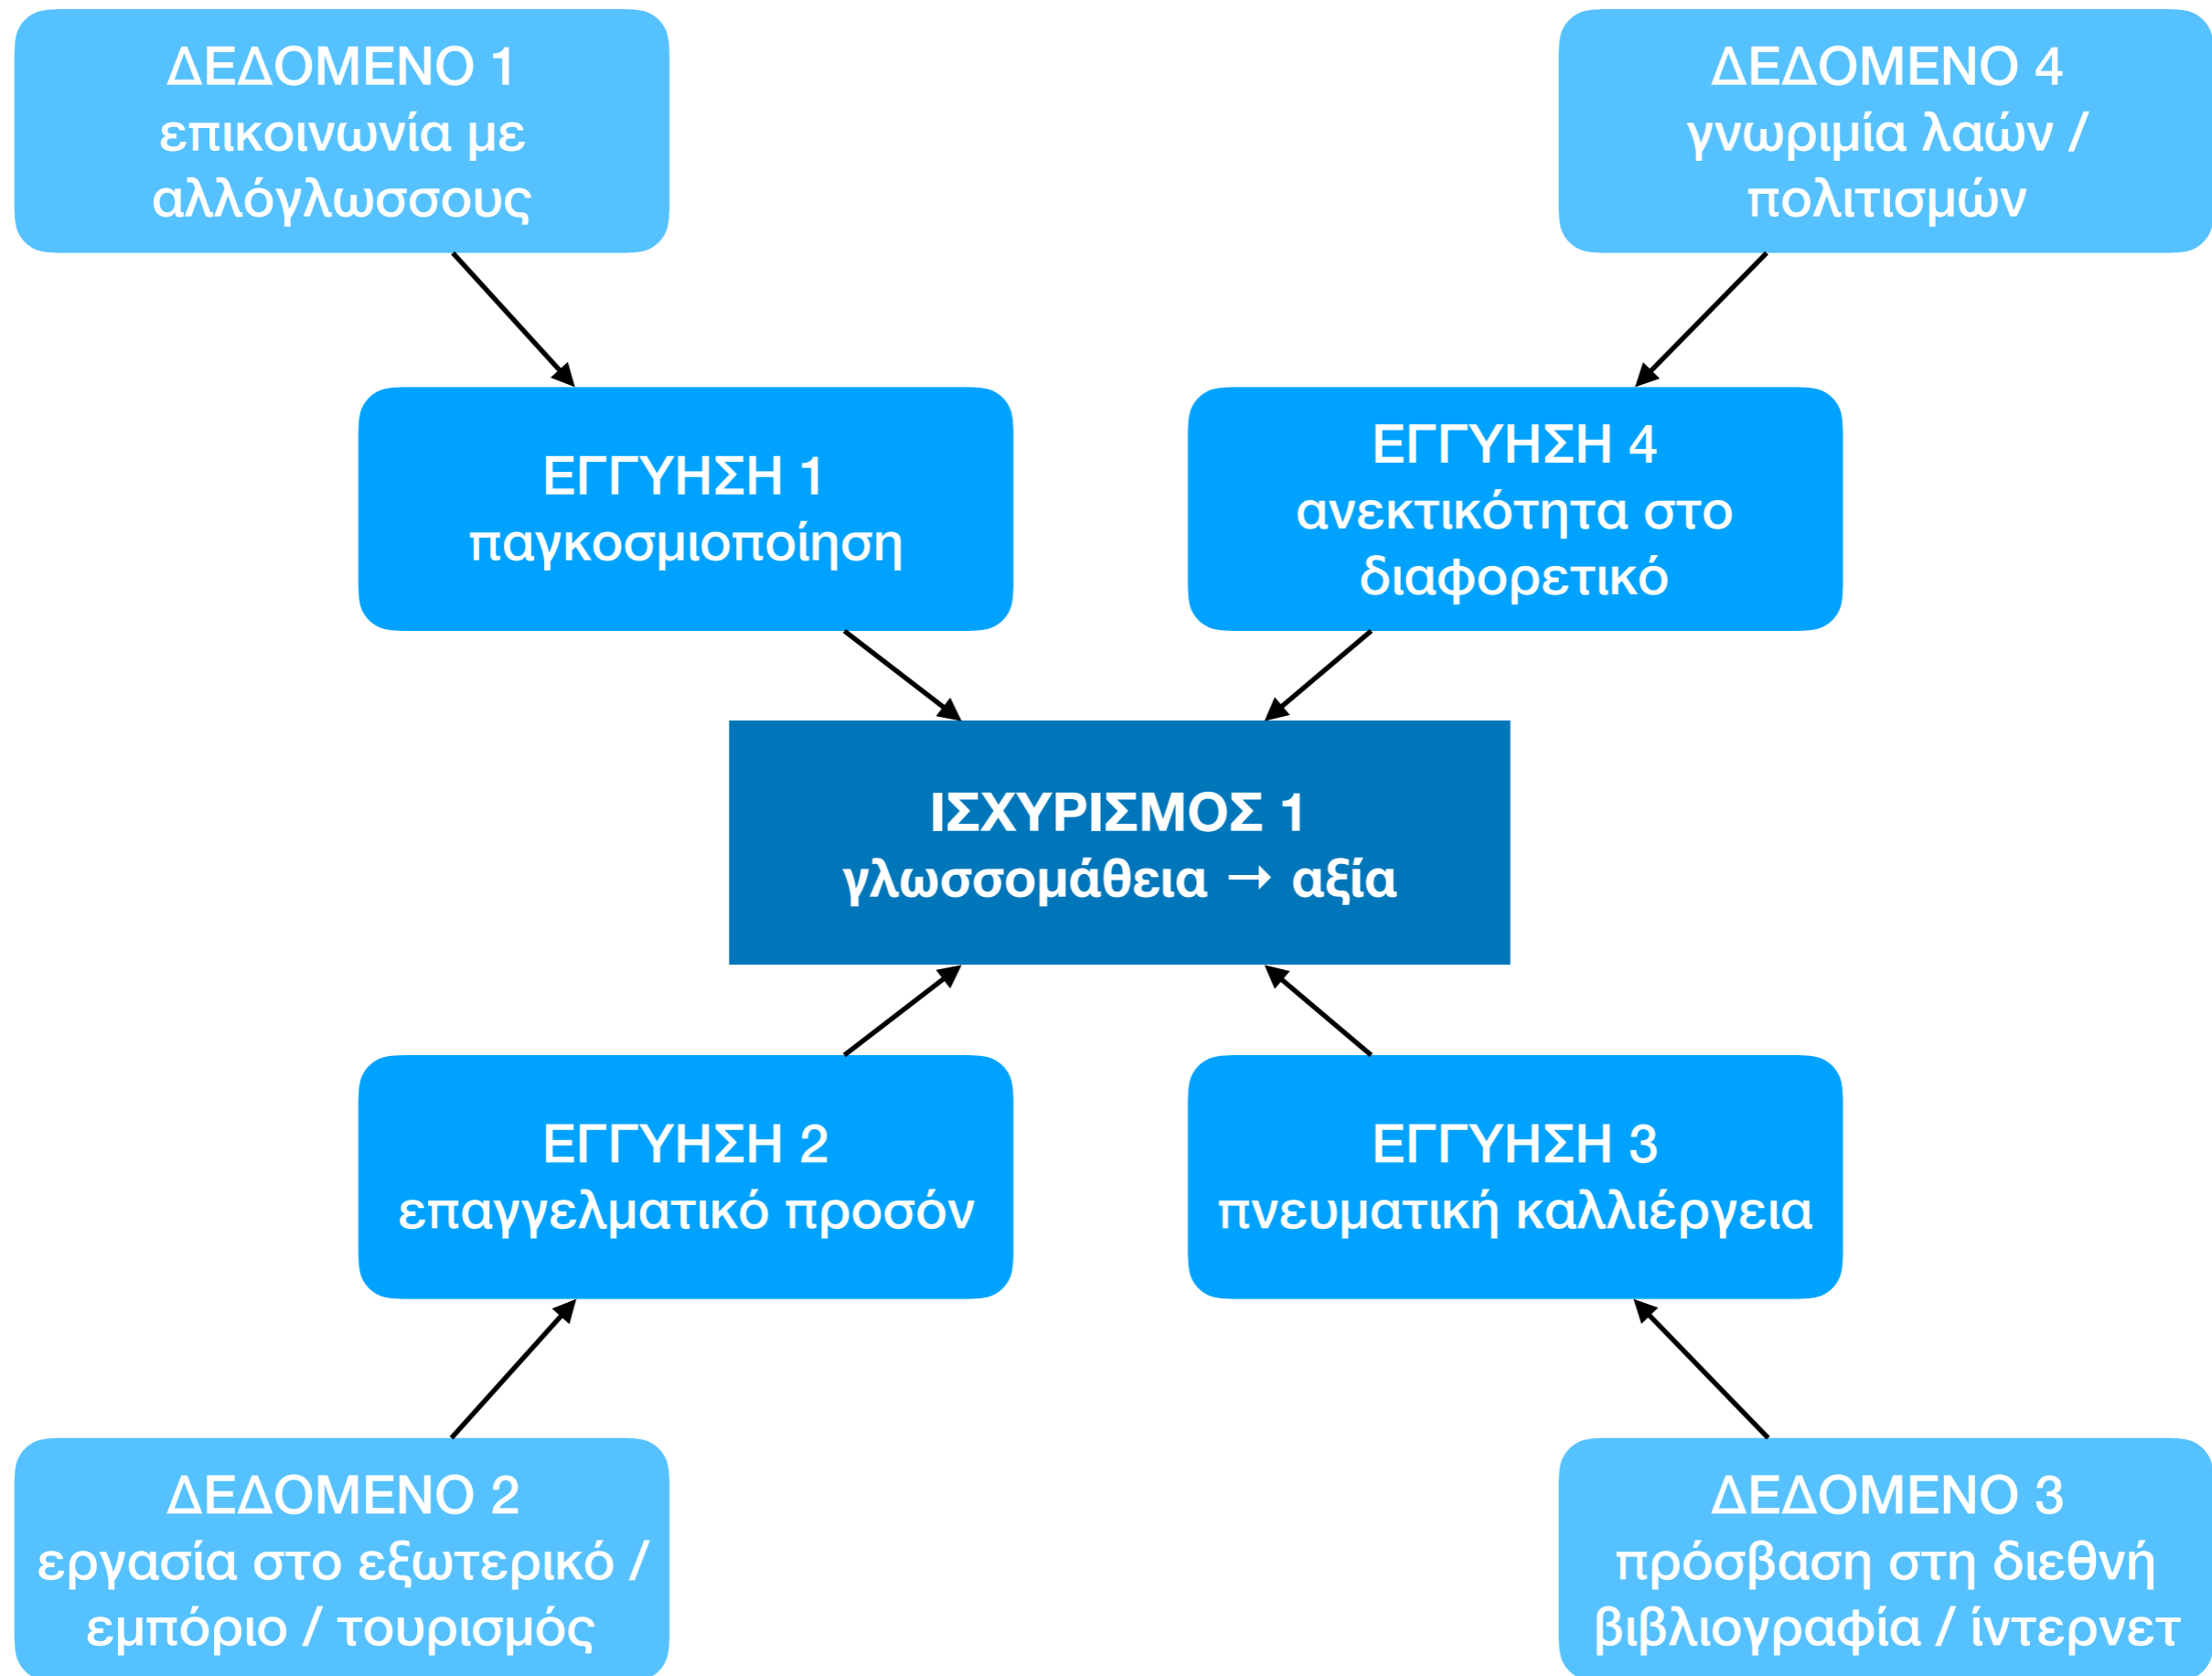 ΔΕΔΟΜΕΝΟ 1
επικοινωνία με
αλλόγλωσσους
ΔΕΔΟΜΕΝΟ 4
γνωριμία λαών /
πολιτισμών
ΕΓΓΥΗΣΗ 1
παγκοσμιοποίηση
ΕΓΓΥΗΣΗ 4
ανεκτικότητα στο
διαφορετικό
ΙΣΧΥΡΙΣΜΟΣ 1
γλωσσομάθεια → αξία
ΕΓΓΥΗΣΗ 2
επαγγελματικό προσόν
ΕΓΓΥΗΣΗ 3
πνευματική καλλιέργεια
ΔΕΔΟΜΕΝΟ 2
εργασία στο εξωτερικό /
εμπόριο / τουρισμός
ΔΕΔΟΜΕΝΟ 3
πρόσβαση στη διεθνή
βιβλιογραφία / ίντερνετ